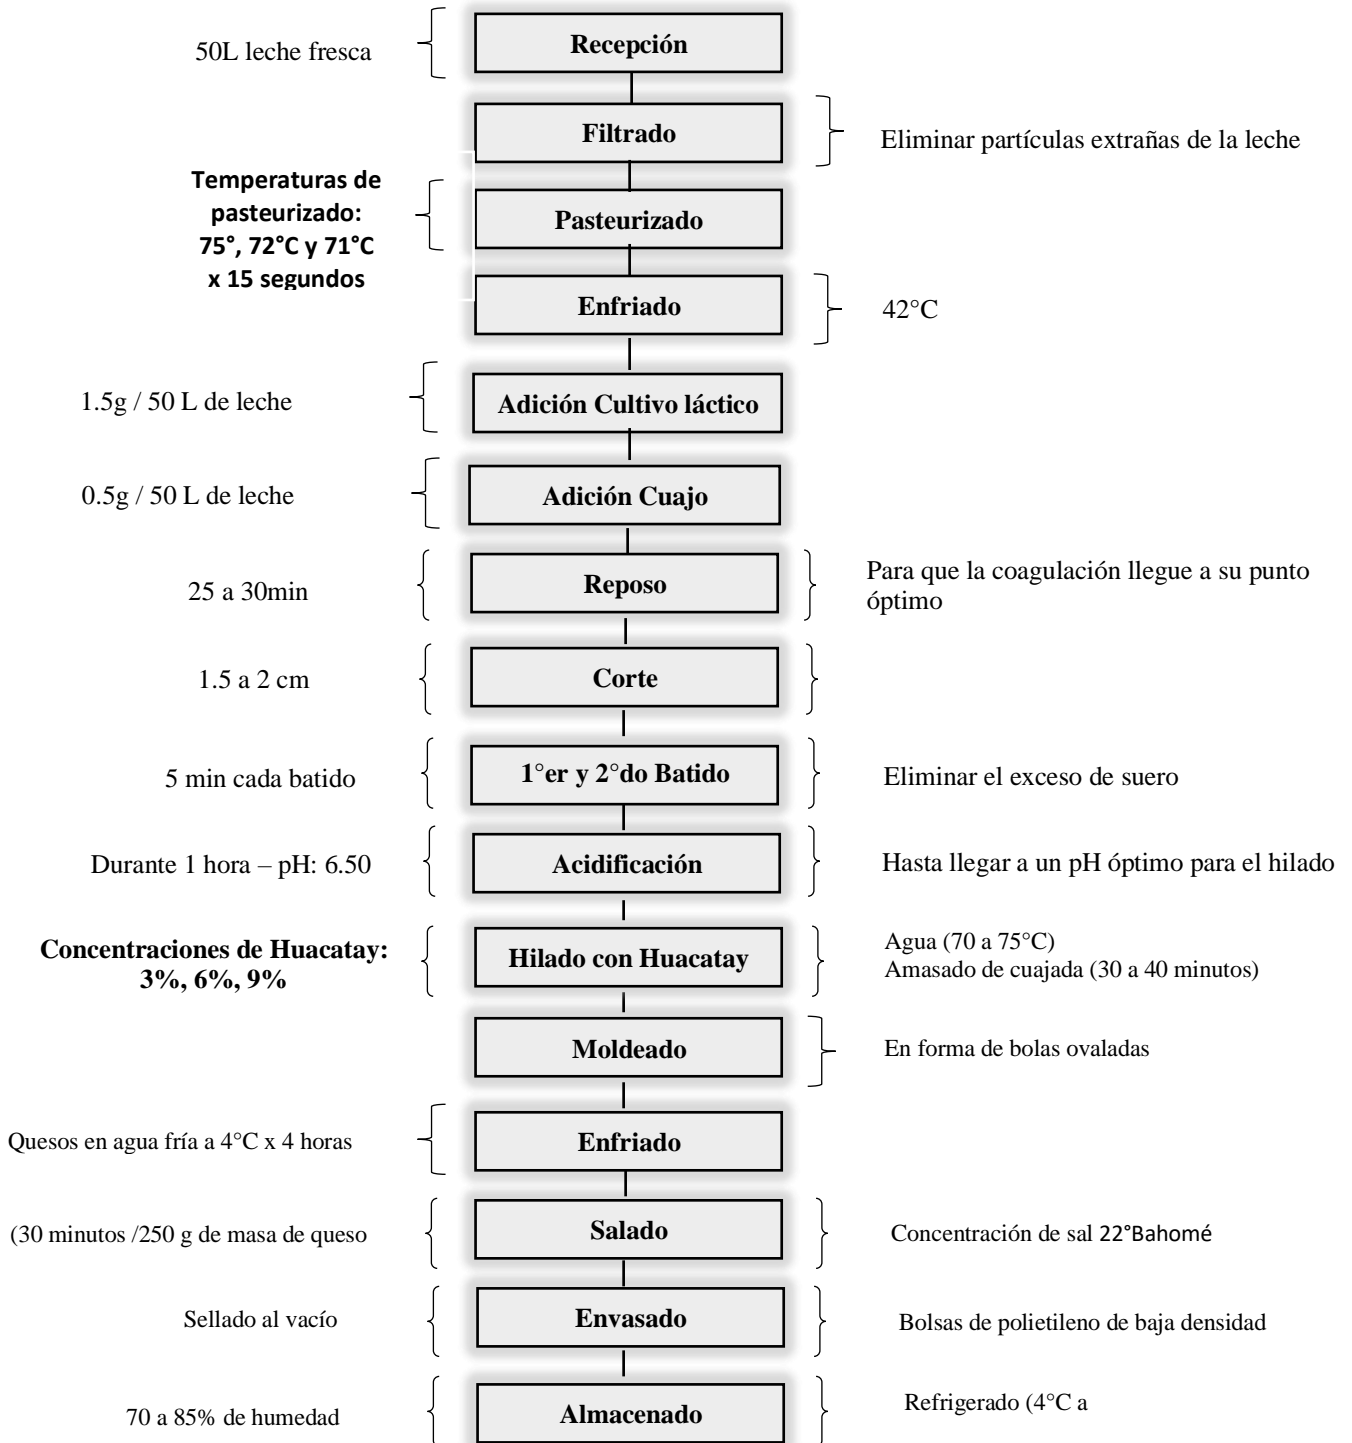 50L leche fresca
Recepción
Filtrado
Eliminar partículas extrañas de la leche
Temperaturas de
pasteurizado:
75°, 72°C y 71°C
x 15 segundos
Pasteurizado
Enfriado
42°C
1.5g / 50 L de leche
Adición Cultivo láctico
0.5g / 50 L de leche
Adición Cuajo
25 a 30min
Reposo
Para que la coagulación llegue a su punto
óptimo
1.5 a 2 cm
Corte
5 min cada batido
1°er y 2°do Batido
Eliminar el exceso de suero
Durante 1 hora – pH: 6.50
Acidificación
Hasta llegar a un pH óptimo para el hilado
Concentraciones de Huacatay:
3%, 6%, 9%
Hilado con Huacatay
Agua (70 a 75°C)
Amasado de cuajada (30 a 40 minutos)
Moldeado
En forma de bolas ovaladas
Quesos en agua fría a 4°C x 4 horas
Enfriado
(30 minutos /250 g de masa de queso
Salado
Concentración de sal 22°Bahomé
Sellado al vacío
Envasado
Bolsas de polietileno de baja densidad
70 a 85% de humedad
Almacenado
Refrigerado (4°C a